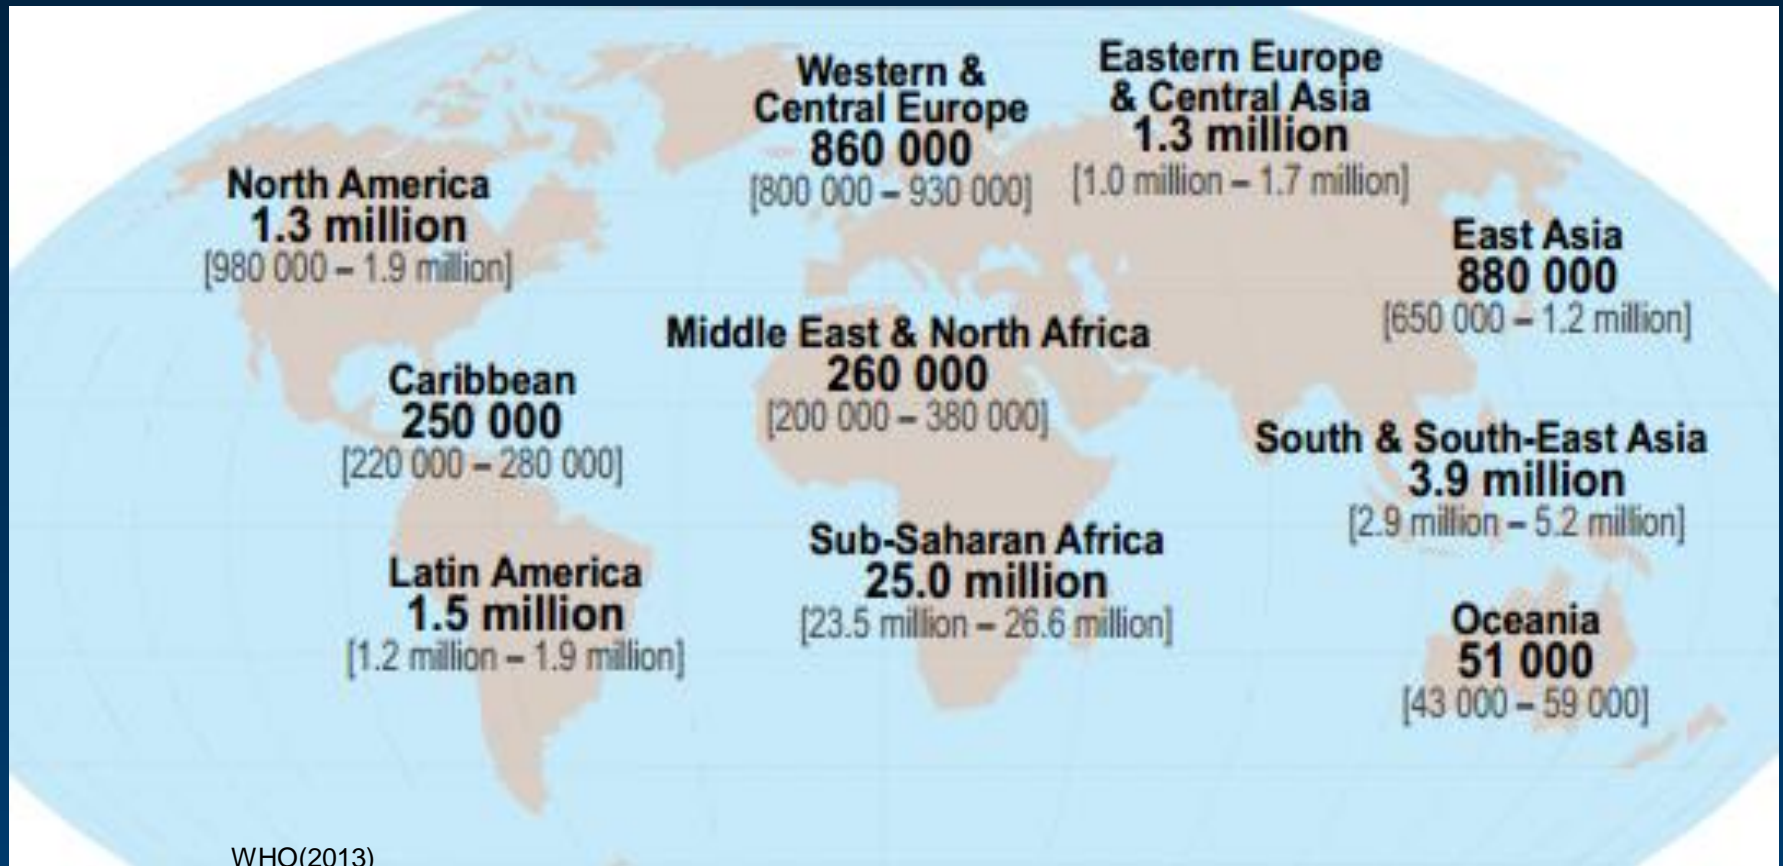 Western &
Central Europe
860 000
[800 000 – 930 000]
Eastern Europe
& Central Asia
1.3 million
[1.0 million – 1.7 million]
North America
1.3 million
[980 000 – 1.9 million]
East Asia
880 000
[650 000 – 1.2 million]
Middle East & North Africa
260 000
[200 000 – 380 000]
Caribbean
250 000
[220 000 – 280 000]
South & South-East Asia
3.9 million
[2.9 million – 5.2 million]
Sub-Saharan Africa
25.0 million
[23.5 million – 26.6 million]
Latin America
1.5 million
[1.2 million – 1.9 million]
Oceania
51 000
[43 000 – 59 000]
WHO(2013)